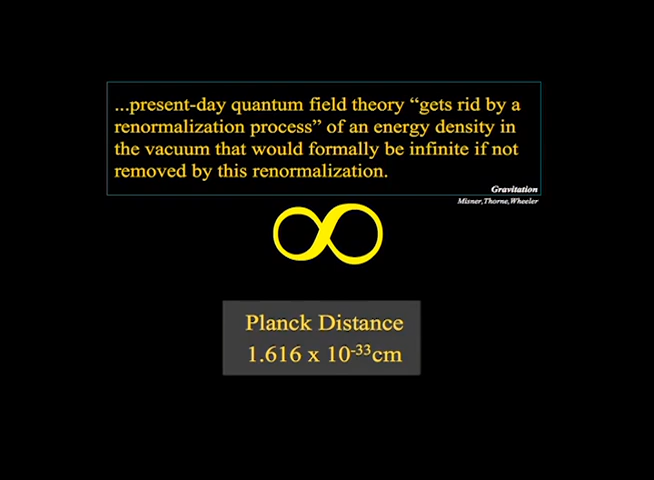 ...present-day quantum field theory “gets rid by a
renormalization process” of an energy density in
the vacuum that would formally be infinite if not
removed by this renormalization.
Gravitation
Misner,Thorne,Wheeler
∞
Planck Distance
1.616 x 10⁻³³cm